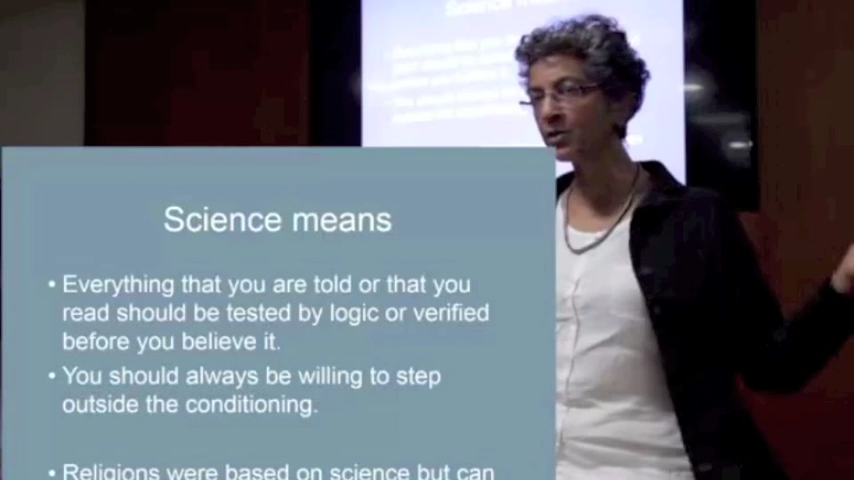 Science
Science means
• Everything that you are told or that you
read should be tested by logic or verified
before you believe it.
• You should always be willing to step
outside the conditioning.
• Religions were based on science but can